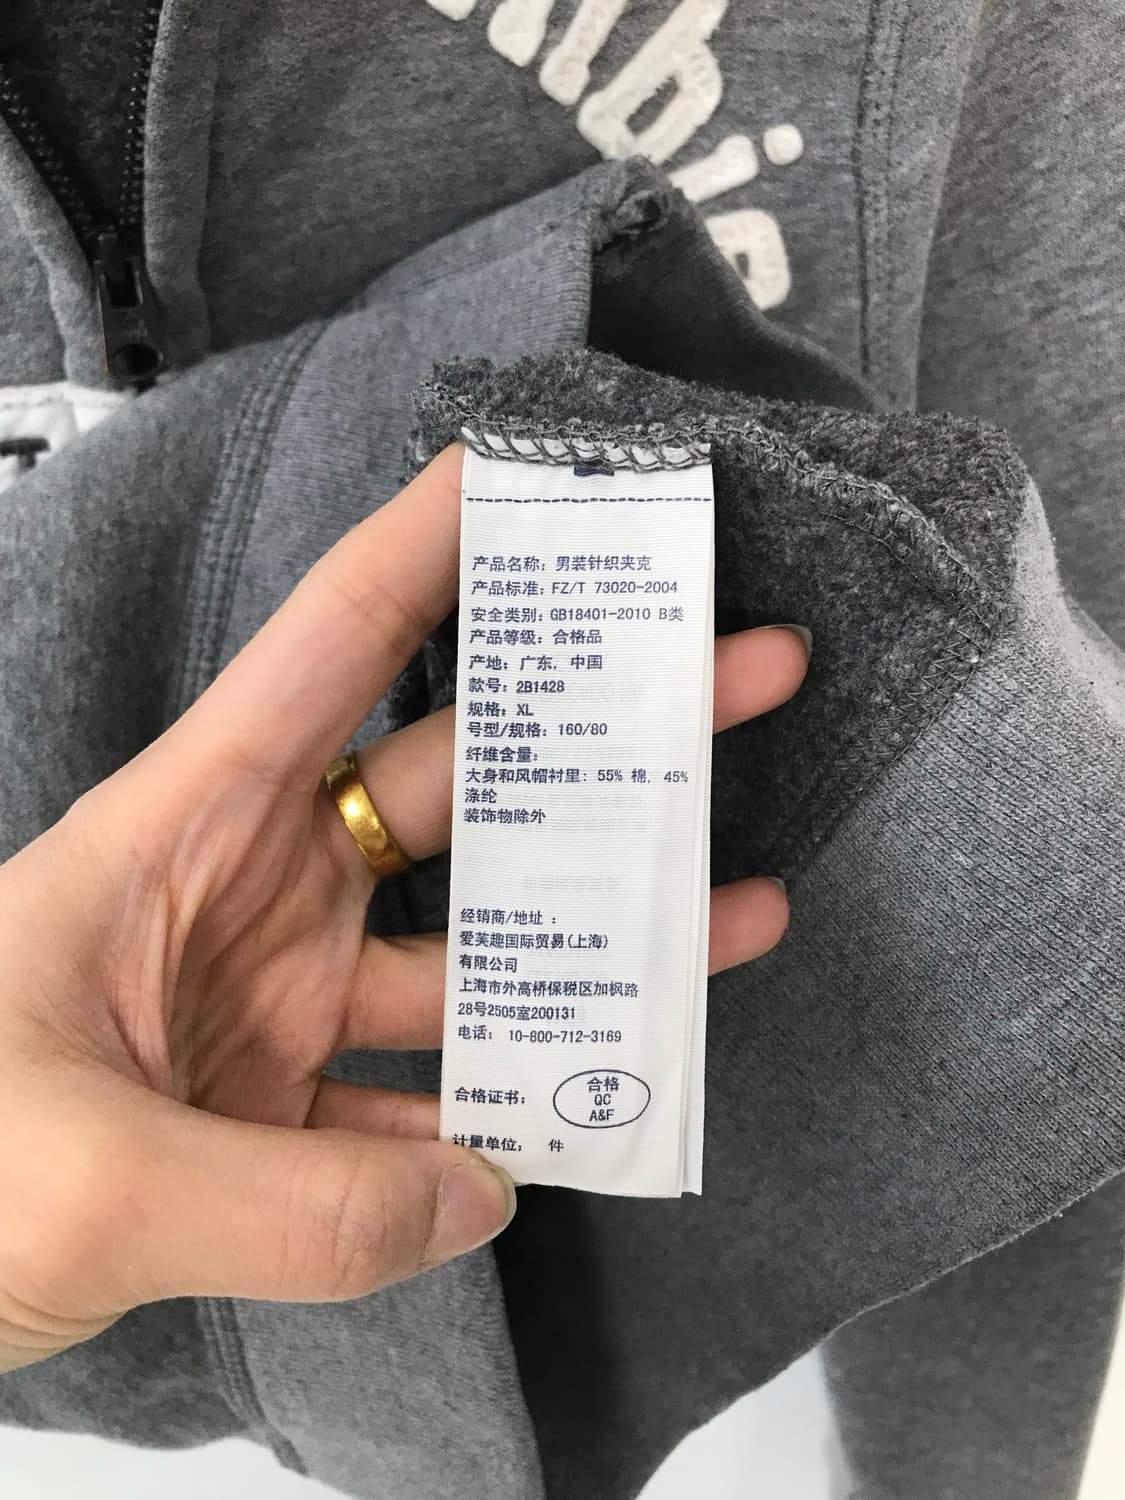 mbie
产品名称: 男装针织夹克
产品标准: FZ/T 73020-2004
安全类别: GB18401-2010 B类
产品等级: 合格品
产地: 广东, 中国
款号: 2B1428
规格: XL
号型/规格: 160/80
纤维含量:
大身和风帽衬里: 55% 棉, 45%
涤纶
装饰物除外
经销商/地址 :
爱芙趣国际贸易(上海)
有限公司
上海市外高桥保税区加枫路
28号2505室200131
电话: 10-800-712-3169
合格证书:
合格
QC
A&F
计量单位: 件